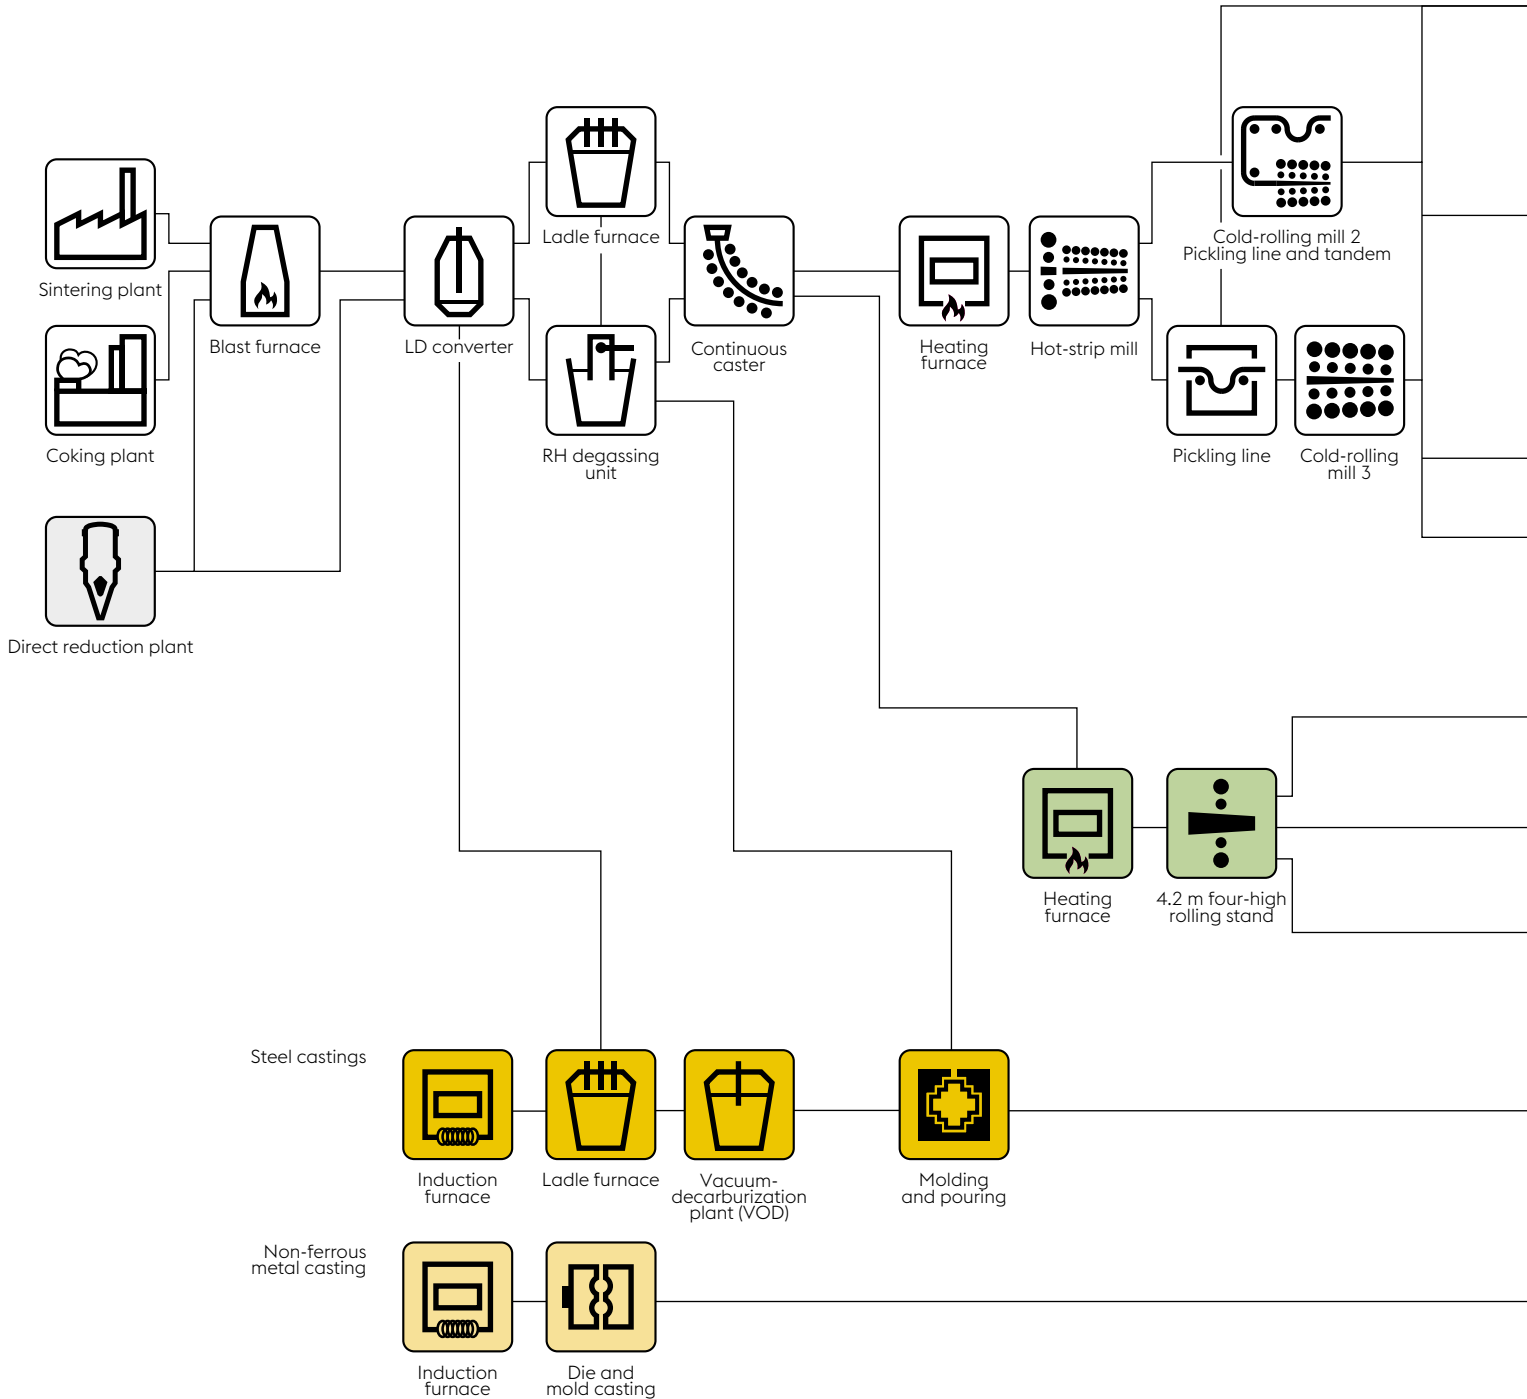 Ladle furnace
Cold-rolling mill 2
Pickling line and tandem
Sintering plant
Blast furnace
LD converter
Continuous
caster
Heating
furnace
Hot-strip mill
Coking plant
RH degassing
unit
Pickling line
Cold-rolling
mill 3
Direct reduction plant
Heating
furnace
4.2 m four-high
rolling stand
Steel castings
Induction
furnace
Ladle furnace
Vacuum-
decarburization
plant (VOD)
Molding
and pouring
Non-ferrous
metal casting
Induction
furnace
Die and
mold casting